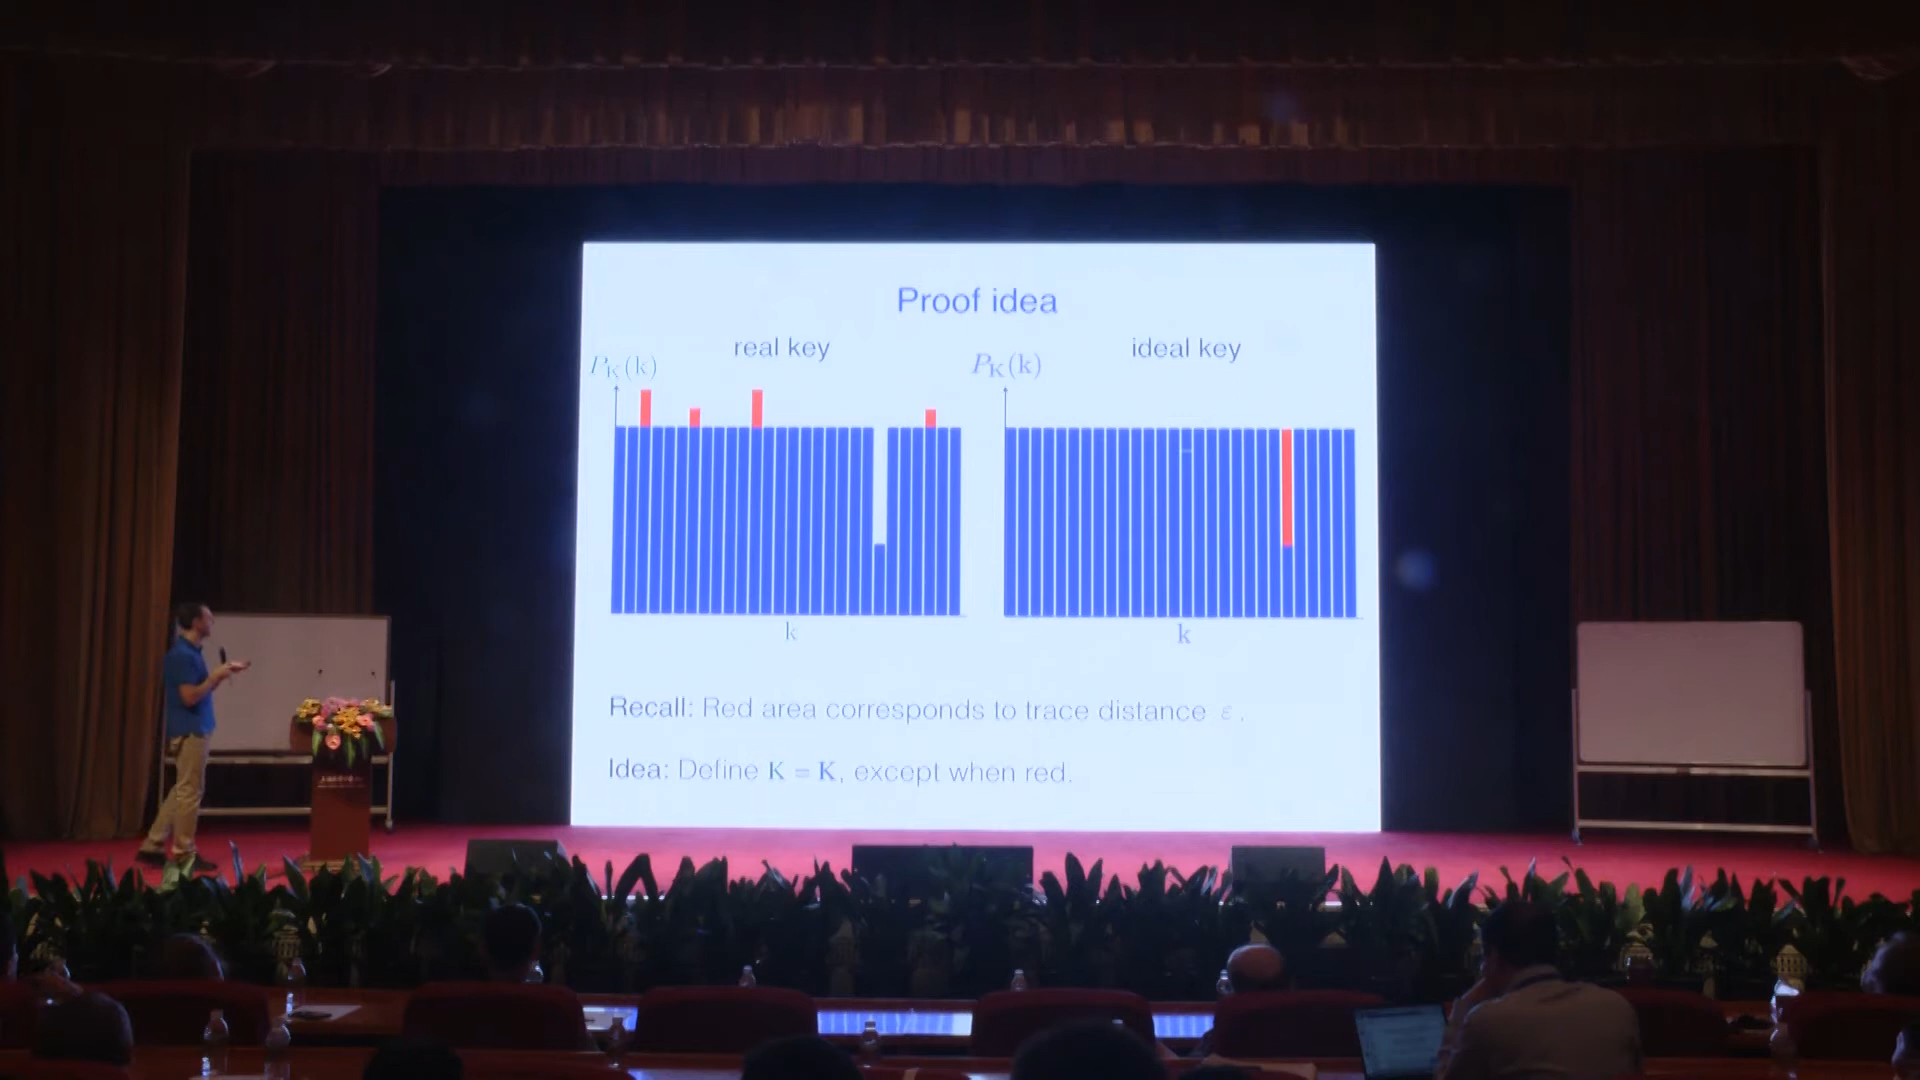 Proof idea
real key
ideal key
P_K(k)
P_K(k)
k
k
Recall: Red area corresponds to trace distance ε.
Idea: Define K = K, except when red.